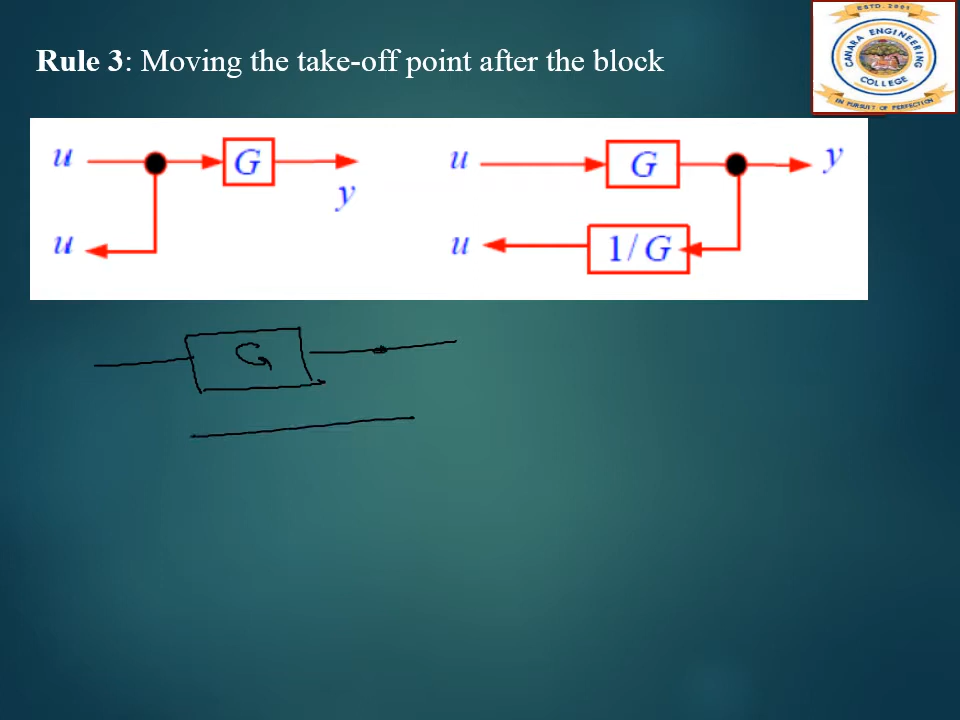 ESTD. 2001
CANARA ENGINEERING
COLLEGE
IN PURSUIT OF PERFECTION
Rule 3: Moving the take-off point after the block
u G y
u
u G y
u 1/G
G